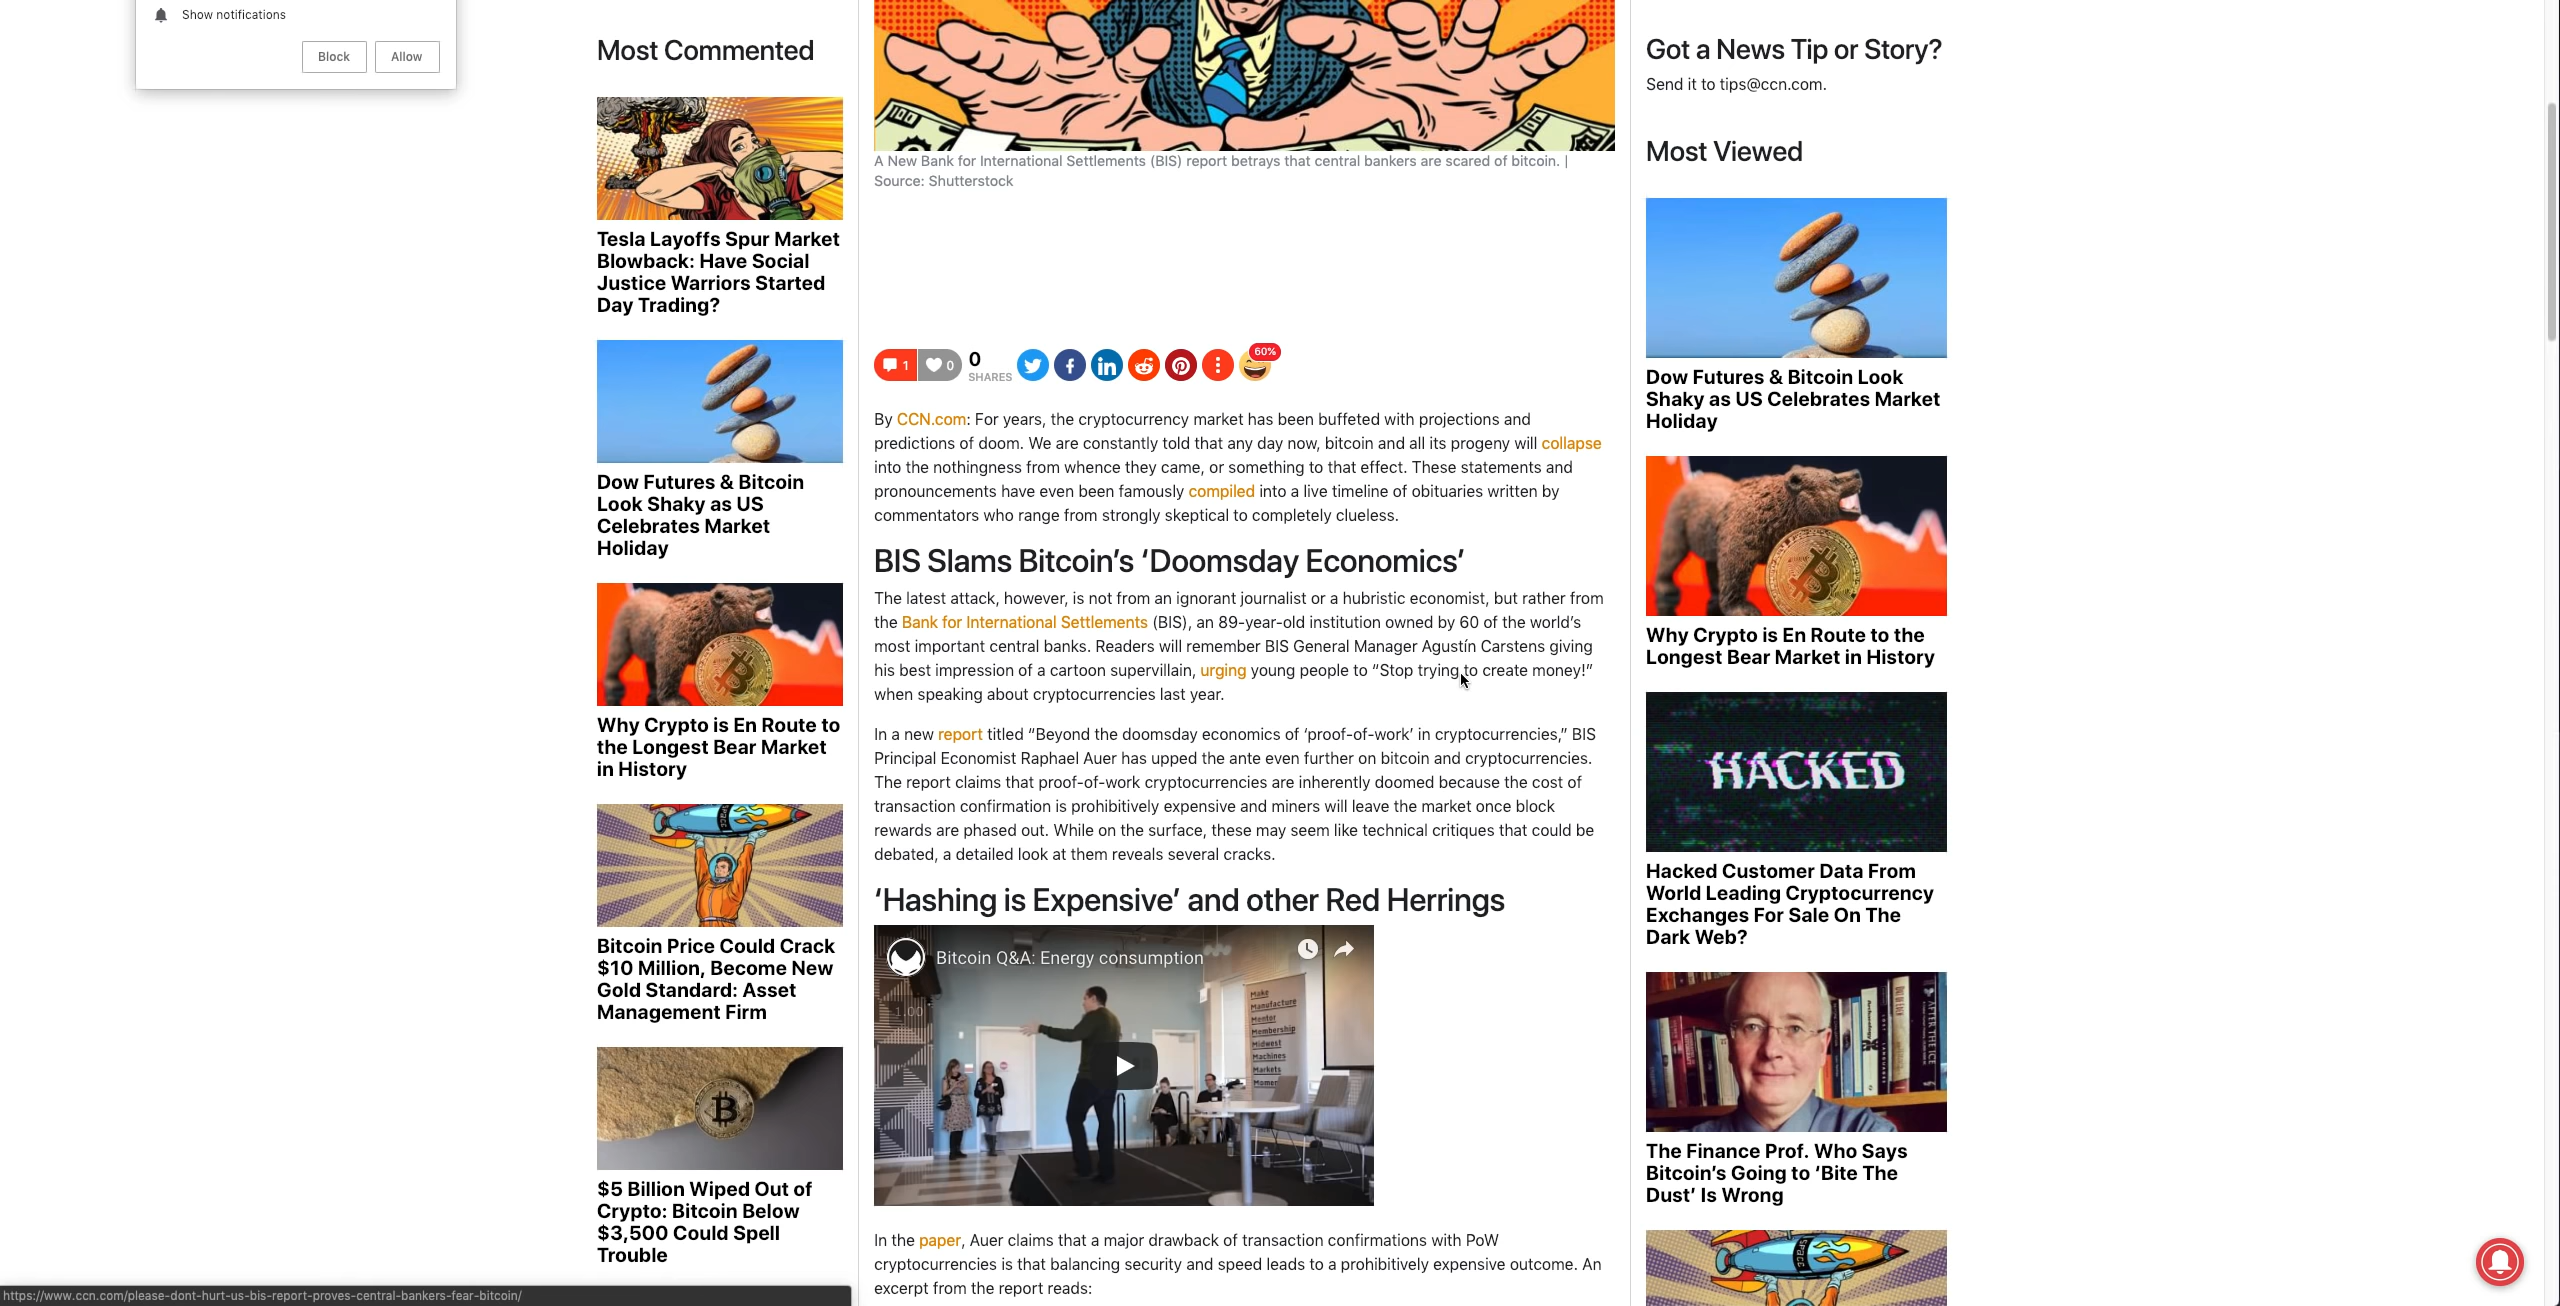 Show notifications
Block
Allow
Most Commented
Tesla Layoffs Spur Market
Blowback: Have Social
Justice Warriors Started
Day Trading?
Dow Futures & Bitcoin
Look Shaky as US
Celebrates Market
Holiday
Why Crypto is En Route to
the Longest Bear Market
in History
SPACE
Bitcoin Price Could Crack
$10 Million, Become New
Gold Standard: Asset
Management Firm
$5 Billion Wiped Out of
Crypto: Bitcoin Below
$3,500 Could Spell
Trouble
https://www.ccn.com/please-dont-hurt-us-bis-report-proves-central-bankers-fear-bitcoin/
A New Bank for International Settlements (BIS) report betrays that central bankers are scared of bitcoin. |
Source: Shutterstock
1
0
0
SHARES
60%
By CCN.com: For years, the cryptocurrency market has been buffeted with projections and
predictions of doom. We are constantly told that any day now, bitcoin and all its progeny will collapse
into the nothingness from whence they came, or something to that effect. These statements and
pronouncements have even been famously compiled into a live timeline of obituaries written by
commentators who range from strongly skeptical to completely clueless.
BIS Slams Bitcoin’s ‘Doomsday Economics’
The latest attack, however, is not from an ignorant journalist or a hubristic economist, but rather from
the Bank for International Settlements (BIS), an 89-year-old institution owned by 60 of the world’s
most important central banks. Readers will remember BIS General Manager Agustín Carstens giving
his best impression of a cartoon supervillain, urging young people to “Stop trying to create money!”
when speaking about cryptocurrencies last year.
In a new report titled “Beyond the doomsday economics of ‘proof-of-work’ in cryptocurrencies,” BIS
Principal Economist Raphael Auer has upped the ante even further on bitcoin and cryptocurrencies.
The report claims that proof-of-work cryptocurrencies are inherently doomed because the cost of
transaction confirmation is prohibitively expensive and miners will leave the market once block
rewards are phased out. While on the surface, these may seem like technical critiques that could be
debated, a detailed look at them reveals several cracks.
‘Hashing is Expensive’ and other Red Herrings
Bitcoin Q&A: Energy consumption
1.00
Make
Manufacture
Mentor
Membership
Midwest
Machines
Markets
In the paper, Auer claims that a major drawback of transaction confirmations with PoW
cryptocurrencies is that balancing security and speed leads to a prohibitively expensive outcome. An
excerpt from the report reads:
Got a News Tip or Story?
Send it to tips@ccn.com.
Most Viewed
Dow Futures & Bitcoin Look
Shaky as US Celebrates Market
Holiday
Why Crypto is En Route to the
Longest Bear Market in History
HACKED
Hacked Customer Data From
World Leading Cryptocurrency
Exchanges For Sale On The
Dark Web?
AFTER THE ICE
The Finance Prof. Who Says
Bitcoin’s Going to ‘Bite The
Dust’ Is Wrong
SPACE